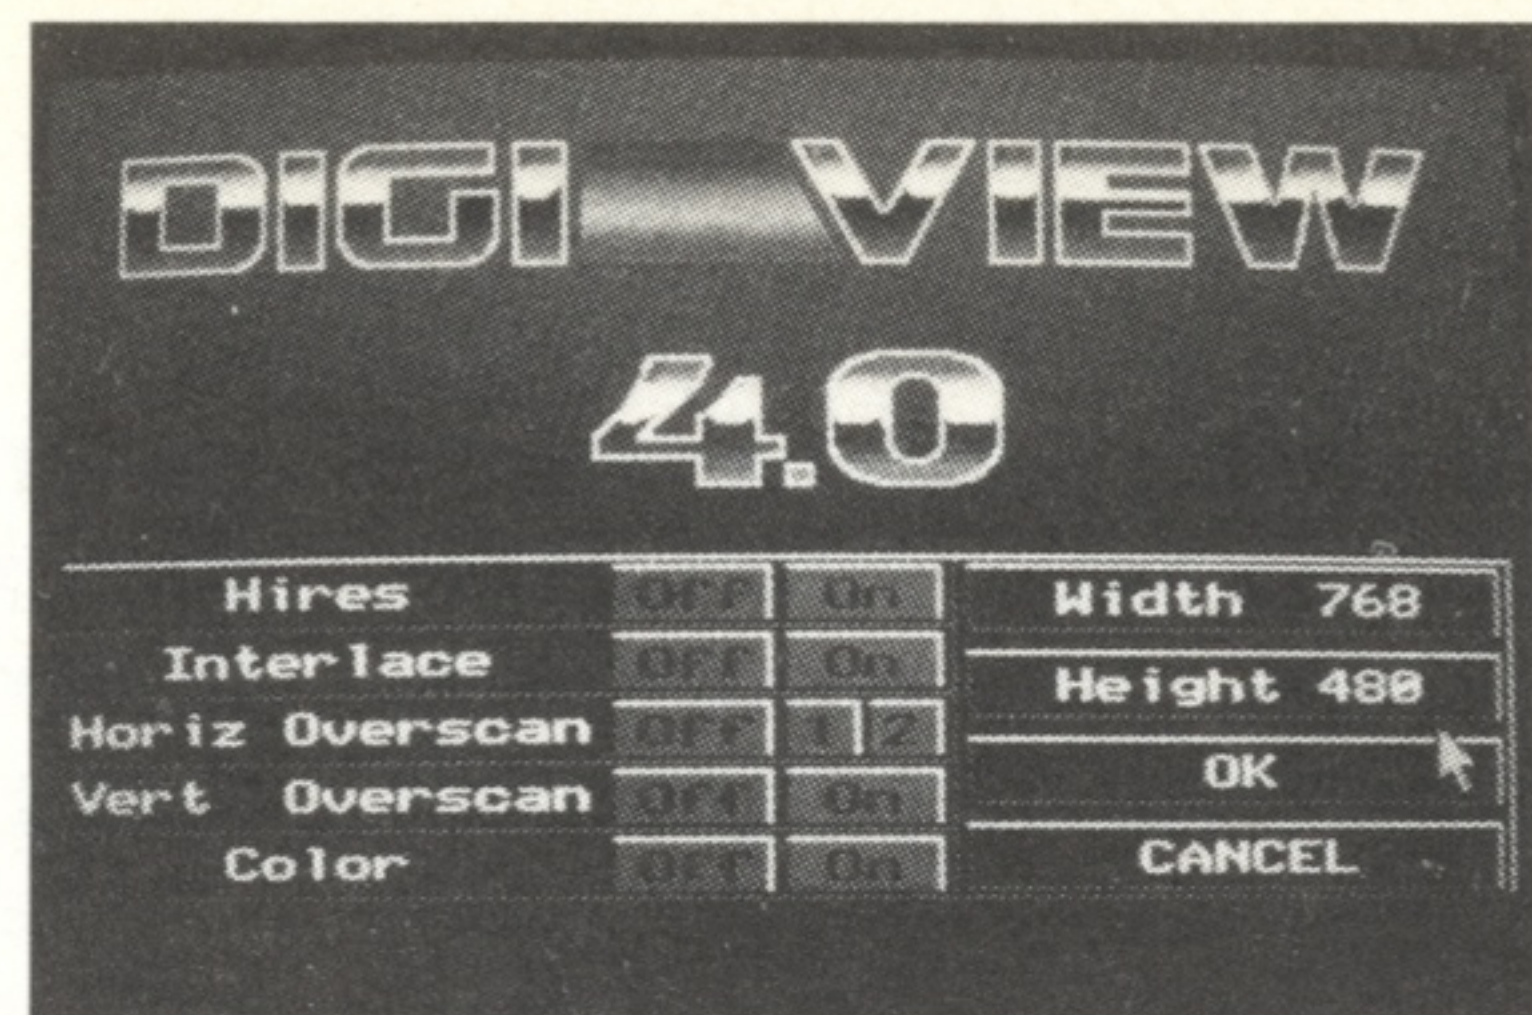 DIGI VIEW
4.0
Hires Off On
Interlace Off On
Horiz Overscan Off 1 2
Vert Overscan Off On
Color Off On
Width 768
Height 480
OK
CANCEL